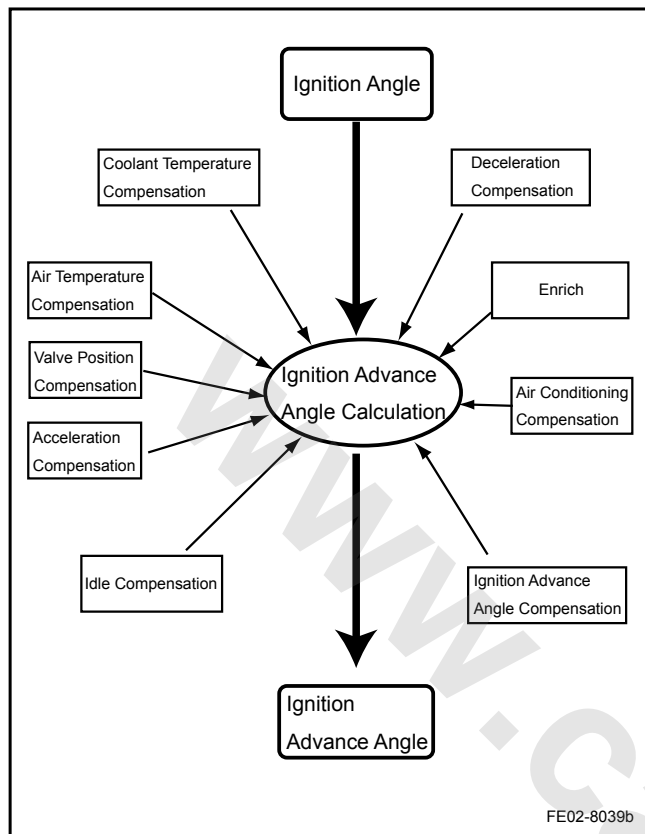 Ignition Angle
Coolant Temperature
Compensation
Deceleration
Compensation
Air Temperature
Compensation
Enrich
Valve Position
Compensation
Ignition Advance
Angle Calculation
Air Conditioning
Compensation
Acceleration
Compensation
Idle Compensation
Ignition Advance
Angle Compensation
Ignition
Advance Angle
FE02-8039b
www.c